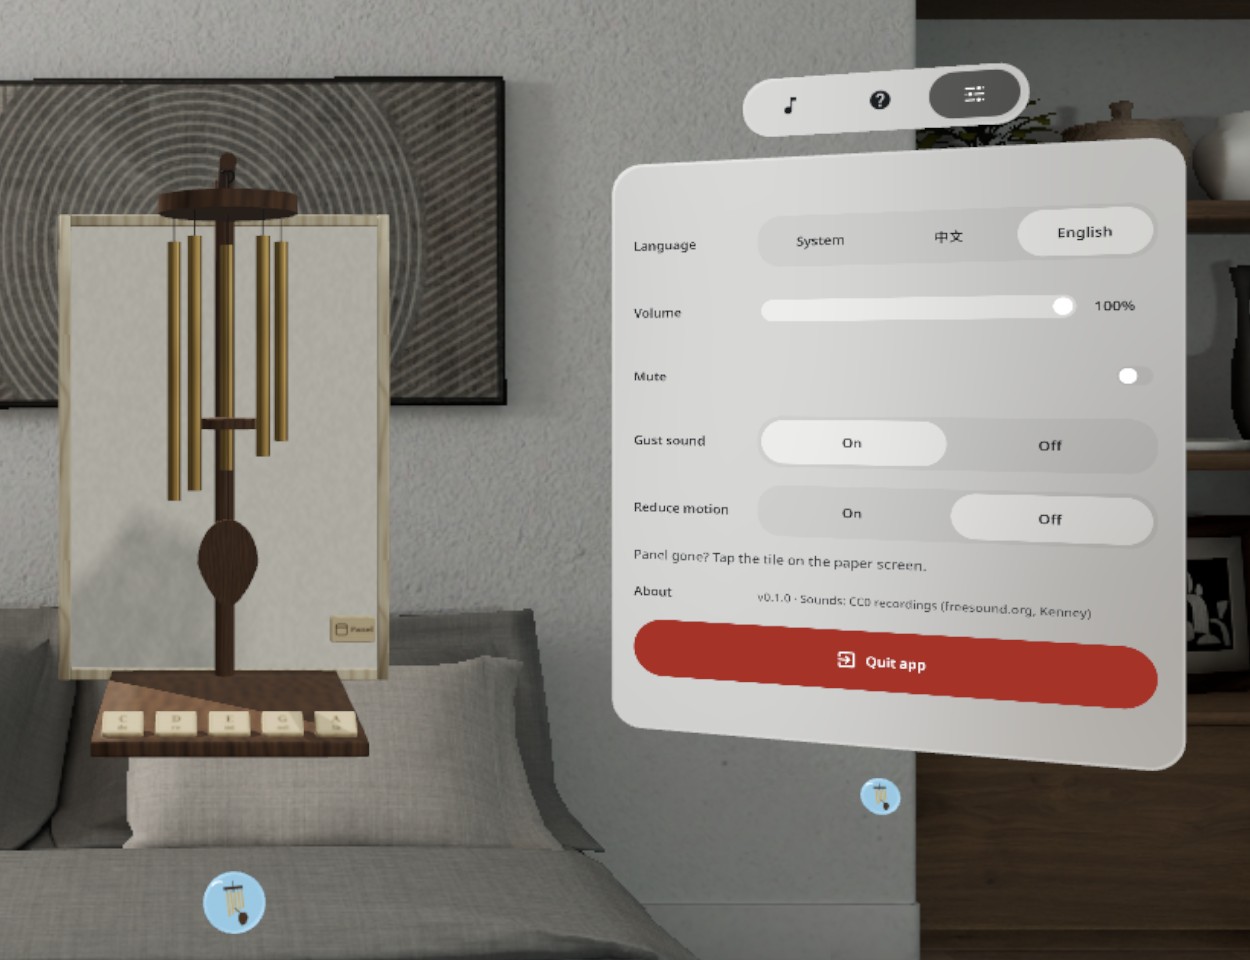 Language
System
中文
English
Volume
100%
Mute
Gust sound
On
Off
Reduce motion
On
Off
Panel gone? Tap the tile on the paper screen.
About
v0.1.0 · Sounds: CC0 recordings (freesound.org, Kenney)
Quit app
Panel
C
D
E
G
A